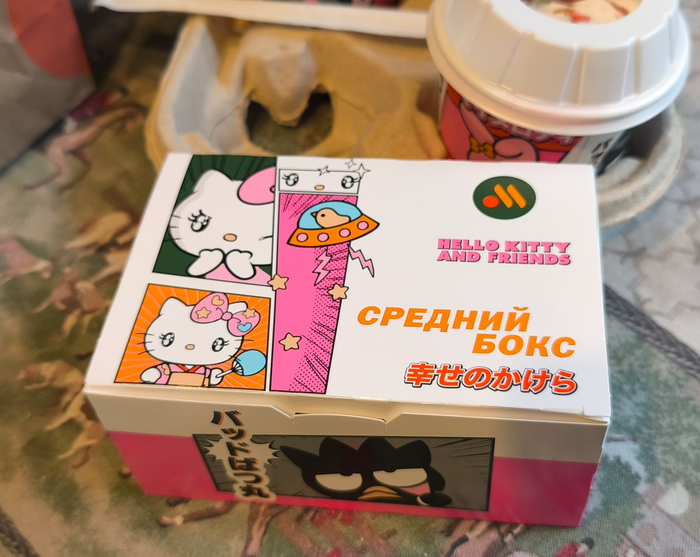 HELLO KITTY
AND FRIENDS
СРЕДНИЙ
БОКС
幸せのかけら
バッドばつ丸